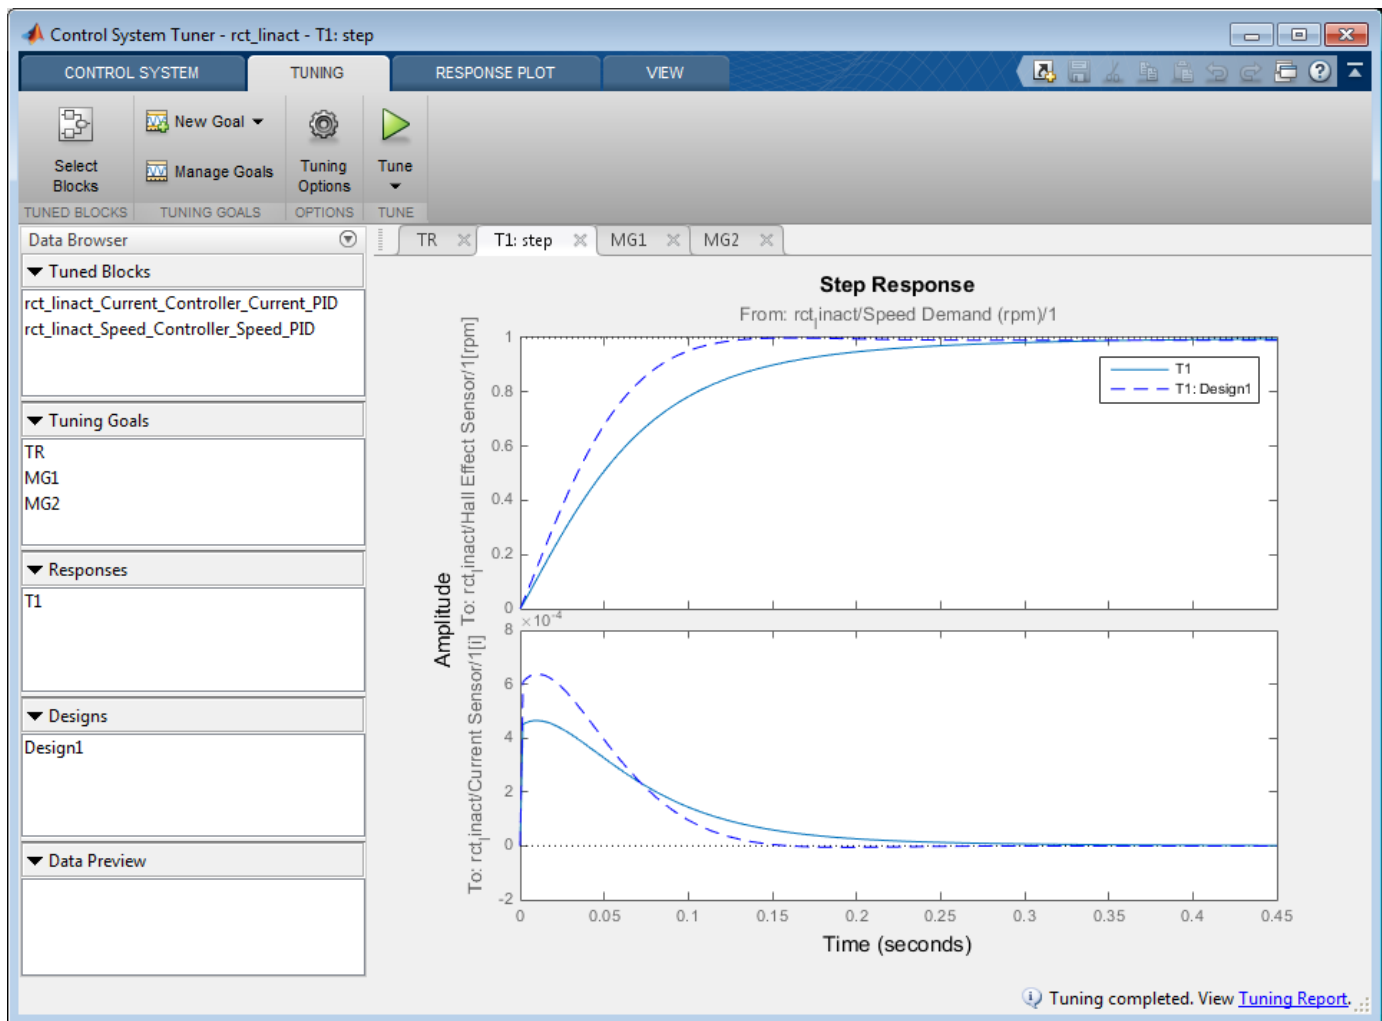 Control System Tuner - rct_linact - T1: step
CONTROL SYSTEM
TUNING
RESPONSE PLOT
VIEW
Select Blocks
New Goal
Manage Goals
Tuning Options
Tune
TUNED BLOCKS
TUNING GOALS
OPTIONS
TUNE
Data Browser
Tuned Blocks
rct_linact_Current_Controller_Current_PID
rct_linact_Speed_Controller_Speed_PID
Tuning Goals
TR
MG1
MG2
Responses
T1
Designs
Design1
Data Preview
TR
T1: step
MG1
MG2
Step Response
From: rct_linact/Speed Demand (rpm)/1
To: rct_linact/Hall Effect Sensor/1[rpm]
1
0.8
0.6
0.4
0.2
0
T1
T1: Design1
Amplitude
×10^-4
To: rct_linact/Current Sensor/1[i]
8
6
4
2
0
-2
0 0.05 0.1 0.15 0.2 0.25 0.3 0.35 0.4 0.45
Time (seconds)
Tuning completed. View Tuning Report.